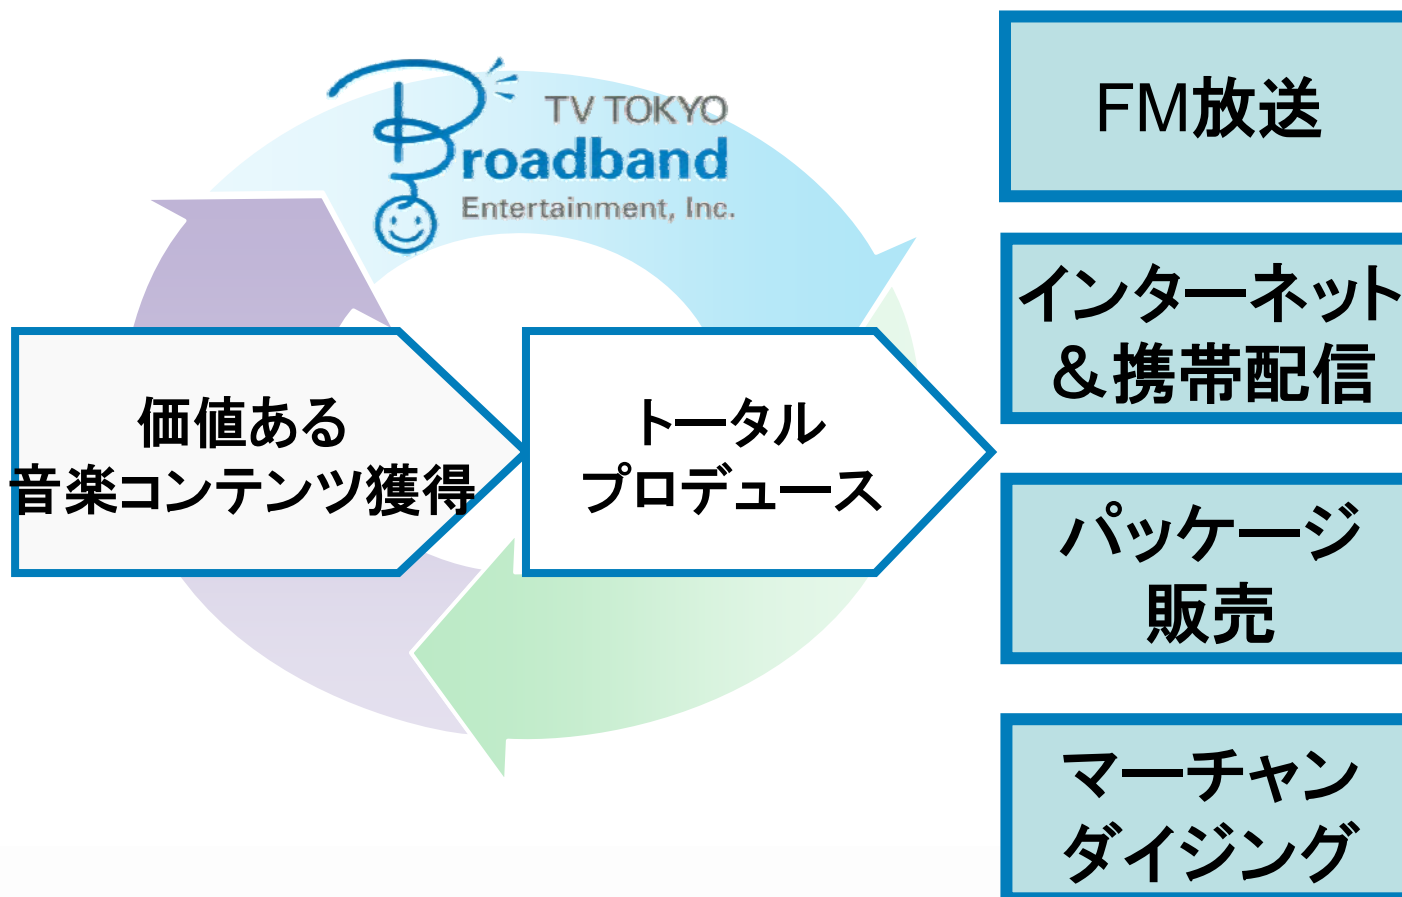 TV TOKYO
Broadband
Entertainment, Inc.
価値ある
音楽コンテンツ獲得
トータル
プロデュース
FM放送
インターネット
＆携帯配信
パッケージ
販売
マーチャン
ダイジング